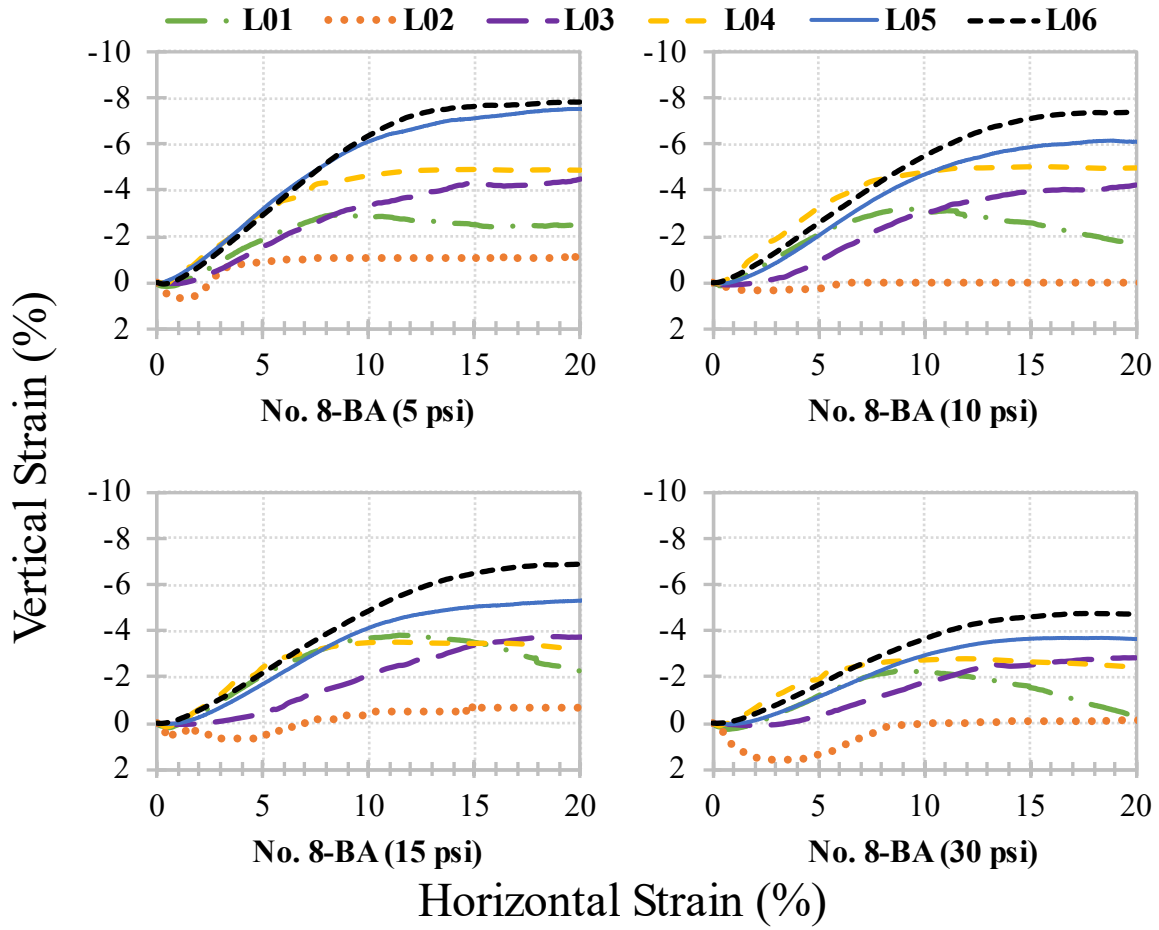 L01 L02 L03 L04 L05 L06
-10
-8
-6
-4
-2
0
2
0 5 10 15 20
No. 8-BA (5 psi)
-10
-8
-6
-4
-2
0
2
0 5 10 15 20
No. 8-BA (10 psi)
Vertical Strain (%)
-10
-8
-6
-4
-2
0
2
0 5 10 15 20
No. 8-BA (15 psi)
-10
-8
-6
-4
-2
0
2
0 5 10 15 20
No. 8-BA (30 psi)
Horizontal Strain (%)